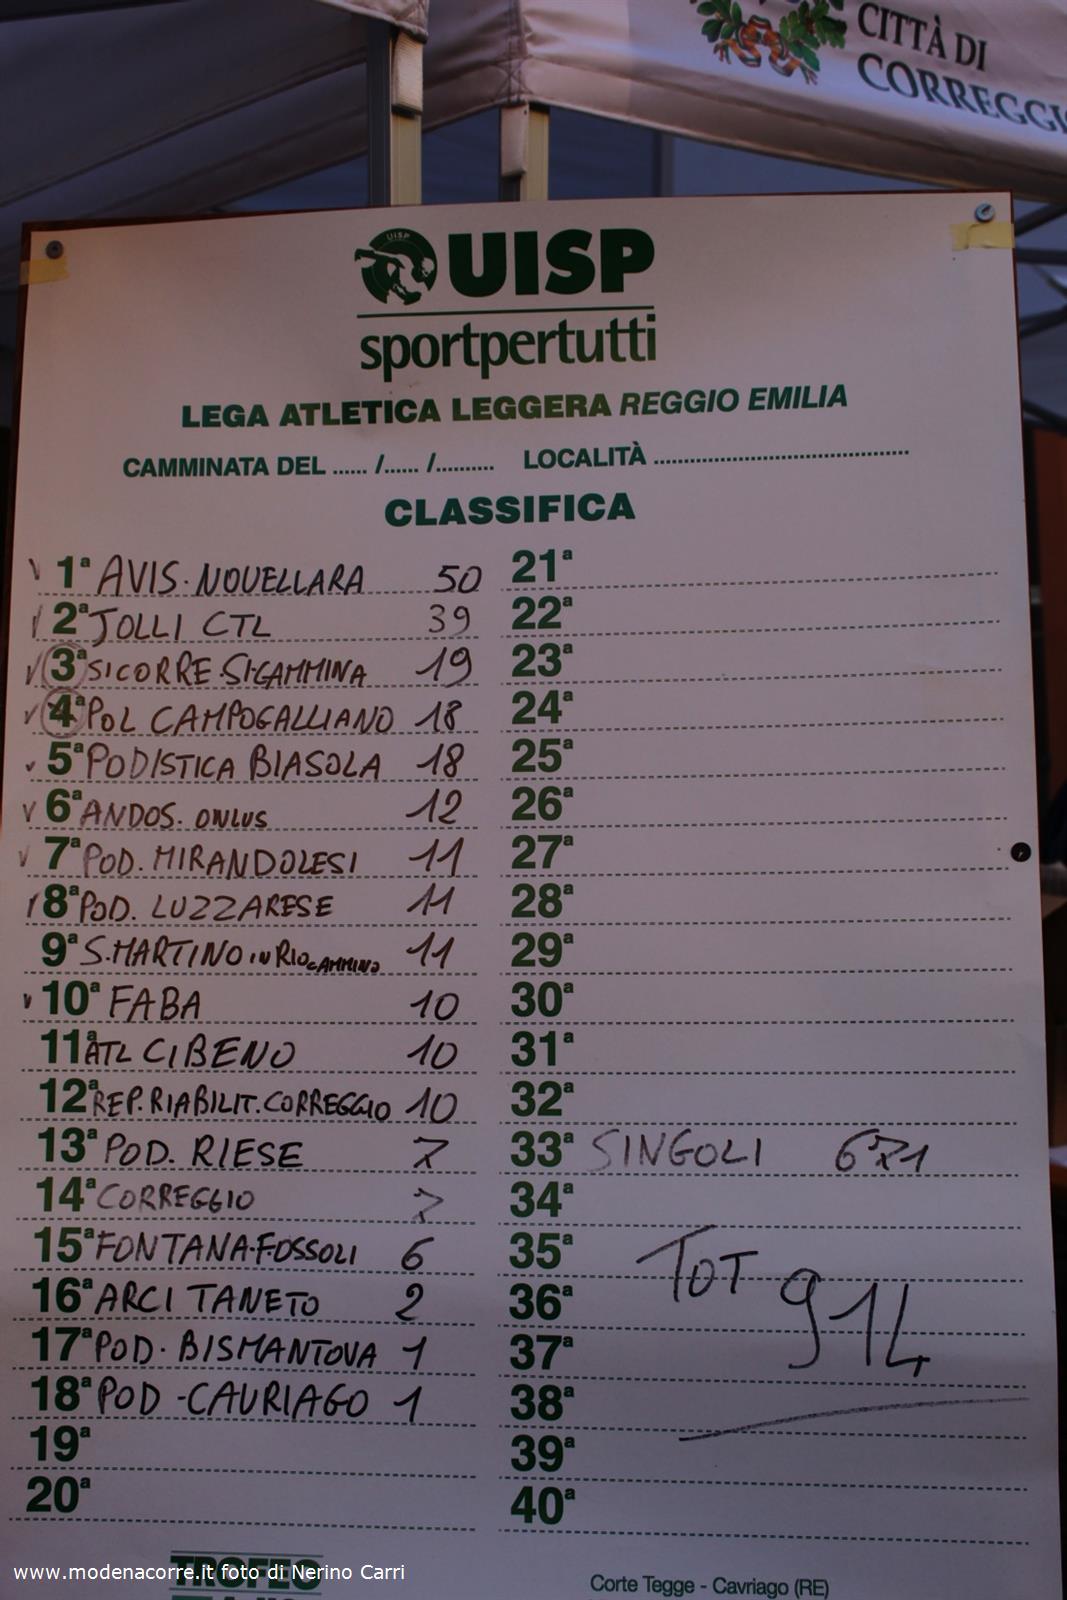 CITTÀ DI
CORREGGIO
UISP
UISP
sportpertutti
LEGA ATLETICA LEGGERA REGGIO EMILIA
CAMMINATA DEL ...... /...... /.......... LOCALITÀ ............................................
CLASSIFICA
1ª AVIS. NOVELLARA 50
2ª JOLLI CTL 39
3ª SICORRE.SICAMMINA 19
4ª POL CAMPOGALLIANO 18
5ª PODISTICA BIASOLA 18
6ª ANDOS. ONLUS 12
7ª POD. MIRANDOLESI 11
8ª POD. LUZZARESE 11
9ª S.MARTINO IN RIO CAMMINO 11
10ª FABA 10
11ª ATL CIBENO 10
12ª REP. RIABILIT. CORREGGIO 10
13ª POD. RIESE 7
14ª CORREGGIO 7
15ª FONTANA.FOSSOLI 6
16ª ARCI TANETO 2
17ª POD. BISMANTOVA 1
18ª POD - CAVRIAGO 1
19ª
20ª
21ª
22ª
23ª
24ª
25ª
26ª
27ª
28ª
29ª
30ª
31ª
32ª
33ª SINGOLI 671
34ª
35ª
TOT 914
36ª
37ª
38ª
39ª
40ª
TROFEO
Corte Tegge - Cavriago (RE)
www.modenacorre.it foto di Nerino Carri